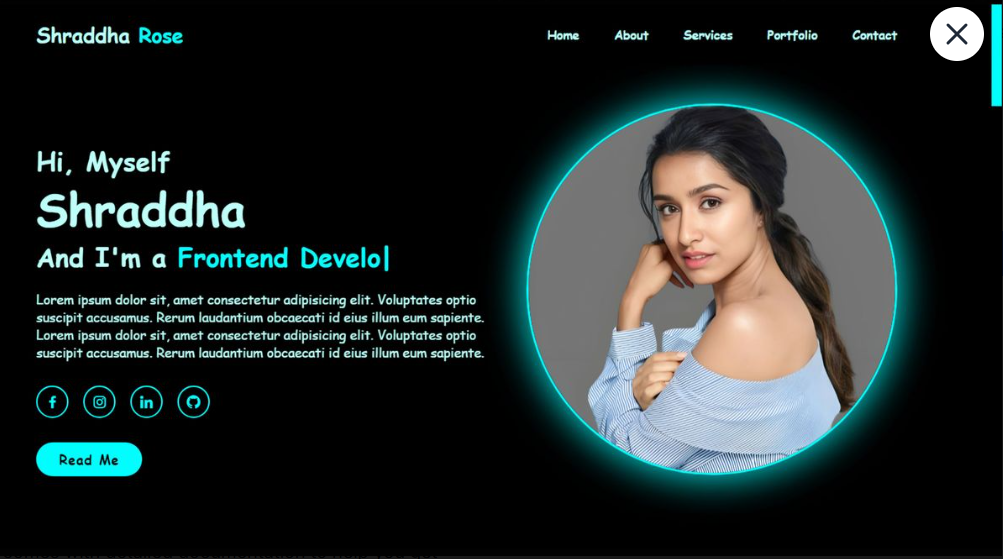 Shraddha Rose
Home About Services Portfolio Contact
Hi, Myself
Shraddha
And I'm a Frontend Develo|
Lorem ipsum dolor sit, amet consectetur adipisicing elit. Voluptates optio
suscipit accusamus. Rerum laudantium obcaecati id eius illum eum sapiente.
Lorem ipsum dolor sit, amet consectetur adipisicing elit. Voluptates optio
suscipit accusamus. Rerum laudantium obcaecati id eius illum eum sapiente.
Read Me